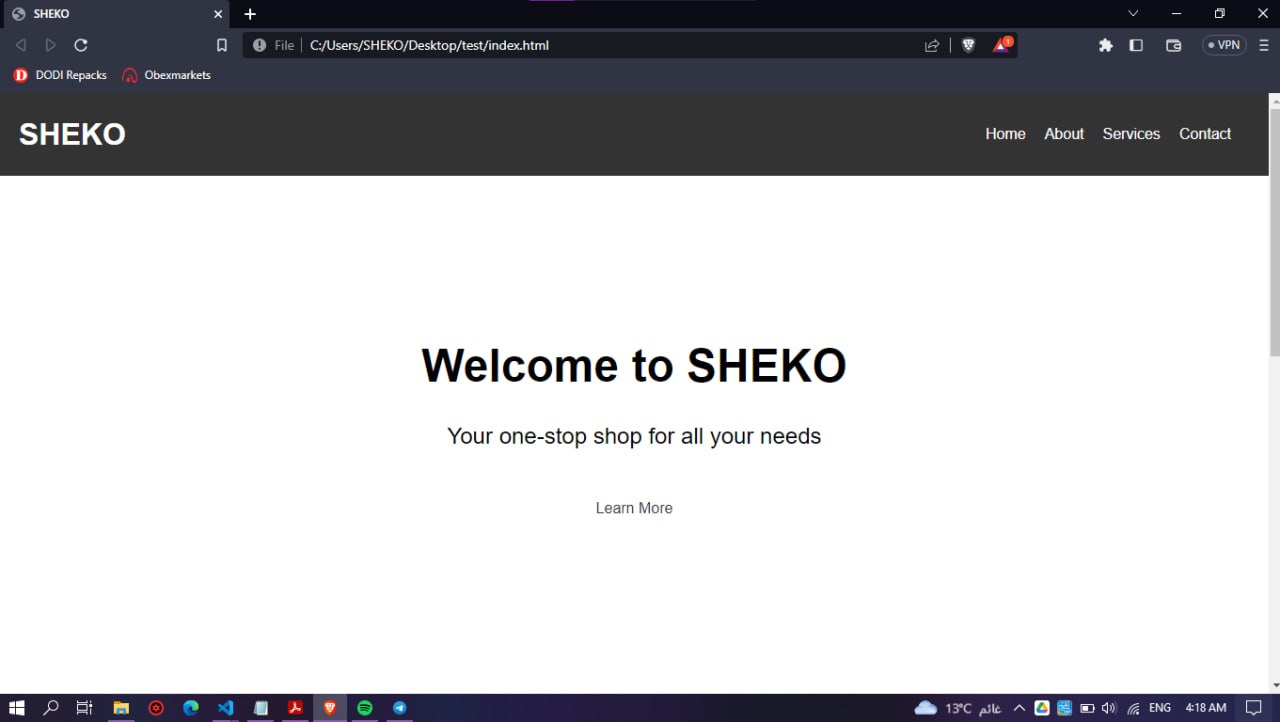 SHEKO
File C:/Users/SHEKO/Desktop/test/index.html
1
VPN
DODI Repacks Obexmarkets
SHEKO
Home About Services Contact
Welcome to SHEKO
Your one-stop shop for all your needs
Learn More
13°C غائم ENG 4:18 AM